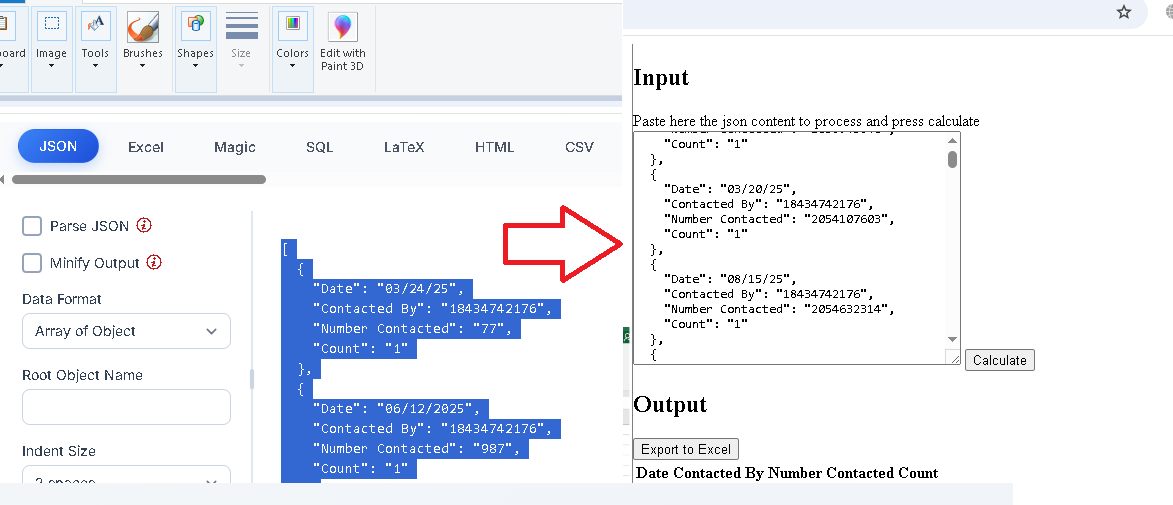 Image
Tools
Brushes
Shapes
Size
Colors
Edit with
Paint 3D
JSON
Excel
Magic
SQL
LaTeX
HTML
CSV
Parse JSON
Minify Output
Data Format
Array of Object
Root Object Name
Indent Size
[
{
"Date": "03/24/25",
"Contacted By": "18434742176",
"Number Contacted": "77",
"Count": "1"
},
{
"Date": "06/12/2025",
"Contacted By": "18434742176",
"Number Contacted": "987",
"Count": "1"
Input
Paste here the json content to process and press calculate
"Count": "1"
},
{
"Date": "03/20/25",
"Contacted By": "18434742176",
"Number Contacted": "2054107603",
"Count": "1"
},
{
"Date": "08/15/25",
"Contacted By": "18434742176",
"Number Contacted": "2054632314",
"Count": "1"
},
{
Calculate
Output
Export to Excel
Date Contacted By Number Contacted Count